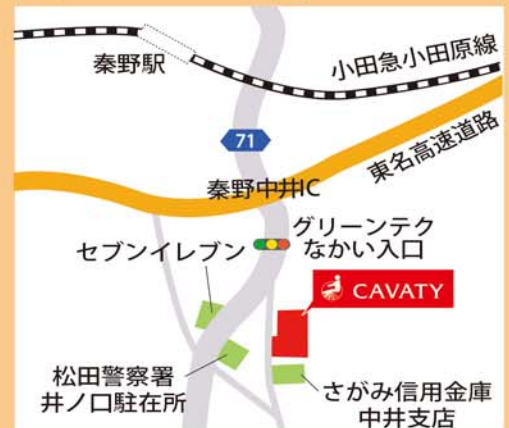 小田急小田原線
秦野駅
71
東名高速道路
秦野中井IC
グリーンテク
なかい入口
セブンイレブン
CAVATY
松田警察署
井ノ口駐在所
さがみ信用金庫
中井支店